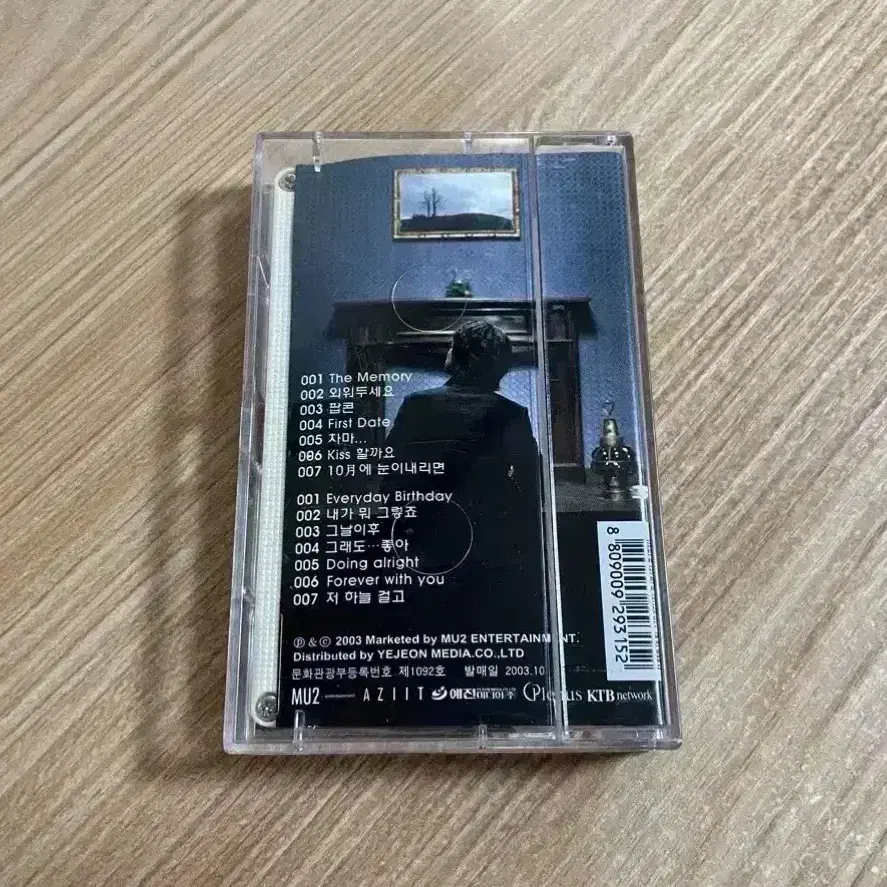 001 The Memory
002 외워두세요
003 팝콘
004 First Date
005 차마...
006 Kiss 할까요
007 10月에 눈이내리면
001 Everyday Birthday
002 내가 뭐 그렇죠
003 그날이후
004 그래도…좋아
005 Doing alright
006 Forever with you
007 저 하늘 걸고
8 809009 293152
Ⓟ & © 2003 Marketed by MU2 ENTERTAINMENT.
Distributed by YEJEON MEDIA.CO.,LTD
문화관광부등록번호 제1092호 발매일 2003.10
MU2 AZIIT 예전미디어㈜ Plenus KTB network